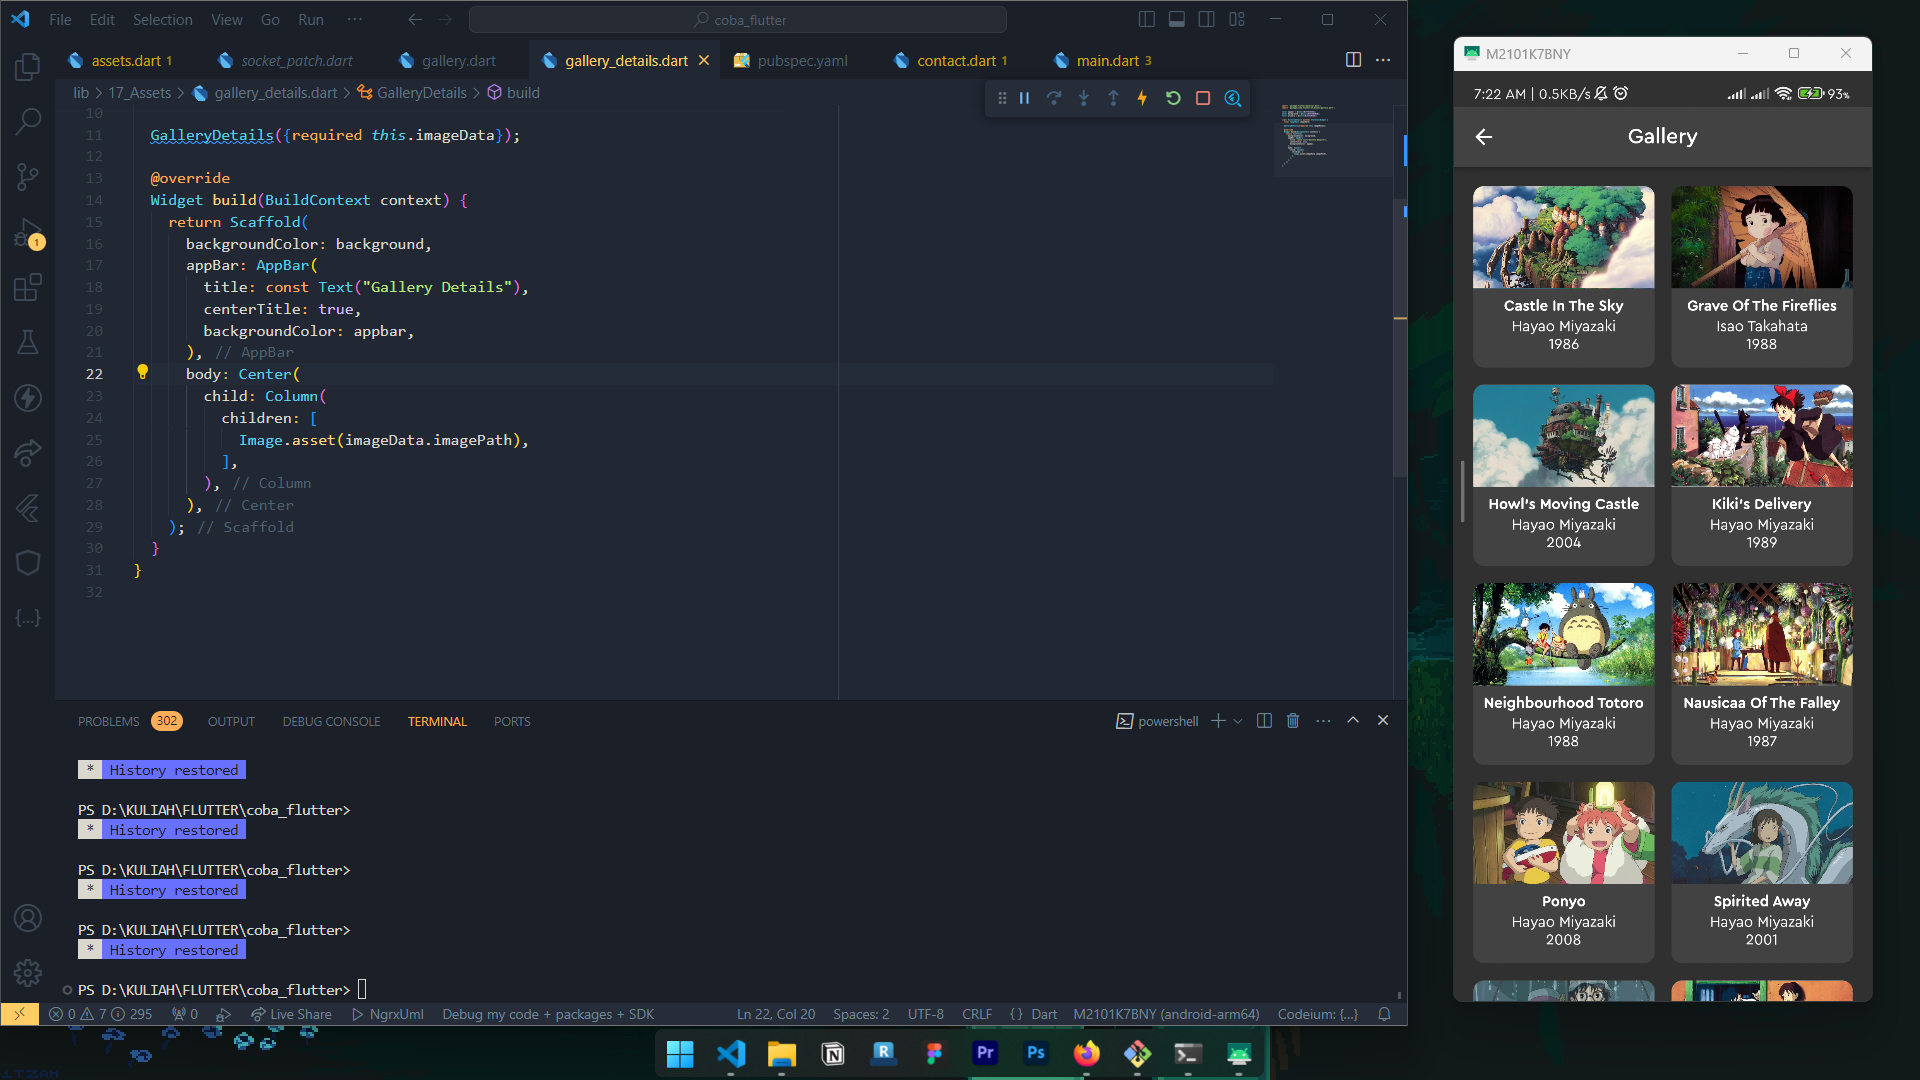 File Edit Selection View Go Run ···
coba_flutter
assets.dart 1
socket_patch.dart
gallery.dart
gallery_details.dart
pubspec.yaml
contact.dart 1
main.dart 3
lib > 17_Assets > gallery_details.dart > GalleryDetails > build
10
11 GalleryDetails({required this.imageData});
12
13 @override
14 Widget build(BuildContext context) {
15 return Scaffold(
16 backgroundColor: background,
17 appBar: AppBar(
18 title: const Text("Gallery Details"),
19 centerTitle: true,
20 backgroundColor: appbar,
21 ), // AppBar
22 body: Center(
23 child: Column(
24 children: [
25 Image.asset(imageData.imagePath),
26 ],
27 ), // Column
28 ), // Center
29 ); // Scaffold
30 }
31 }
32
1
PROBLEMS 302 OUTPUT DEBUG CONSOLE TERMINAL PORTS
powershell
* History restored
PS D:\KULIAH\FLUTTER\coba_flutter>
* History restored
PS D:\KULIAH\FLUTTER\coba_flutter>
* History restored
PS D:\KULIAH\FLUTTER\coba_flutter>
* History restored
PS D:\KULIAH\FLUTTER\coba_flutter>
0 7 295 0 Live Share NgrxUml Debug my code + packages + SDK
Ln 22, Col 20 Spaces: 2 UTF-8 CRLF {} Dart M2101K7BNY (android-arm64) Codeium: {...}
M2101K7BNY
7:22 AM | 0.5KB/s
93%
Gallery
Castle In The Sky
Hayao Miyazaki
1986
Grave Of The Fireflies
Isao Takahata
1988
Howl's Moving Castle
Hayao Miyazaki
2004
Kiki's Delivery
Hayao Miyazaki
1989
Neighbourhood Totoro
Hayao Miyazaki
1988
Nausicaa Of The Falley
Hayao Miyazaki
1987
Ponyo
Hayao Miyazaki
2008
Spirited Away
Hayao Miyazaki
2001
N R Pr Ps